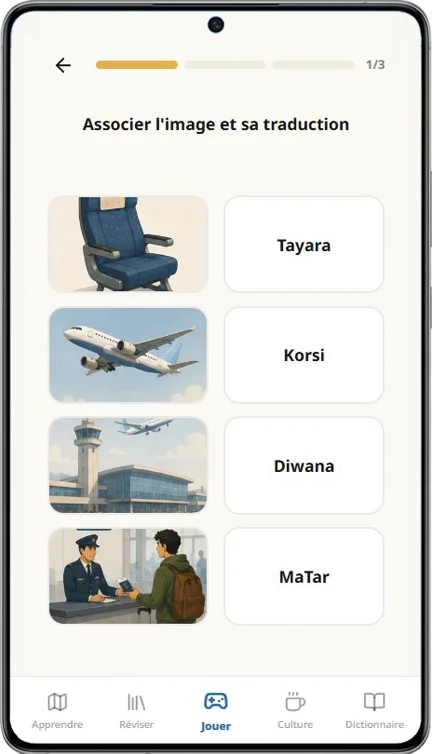 1/3
Associer l'image et sa traduction
Tayara
Korsi
Diwana
MaTar
Apprendre
Réviser
Jouer
Culture
Dictionnaire